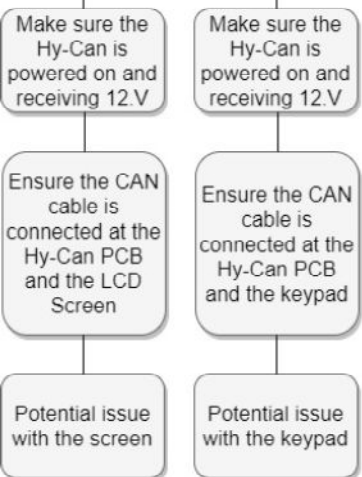 Make sure the
Hy-Can is
powered on and
receiving 12.V
Ensure the CAN
cable is
connected at the
Hy-Can PCB
and the LCD
Screen
Potential issue
with the screen
Make sure the
Hy-Can is
powered on and
receiving 12.V
Ensure the CAN
cable is
connected at the
Hy-Can PCB
and the keypad
Potential issue
with the keypad